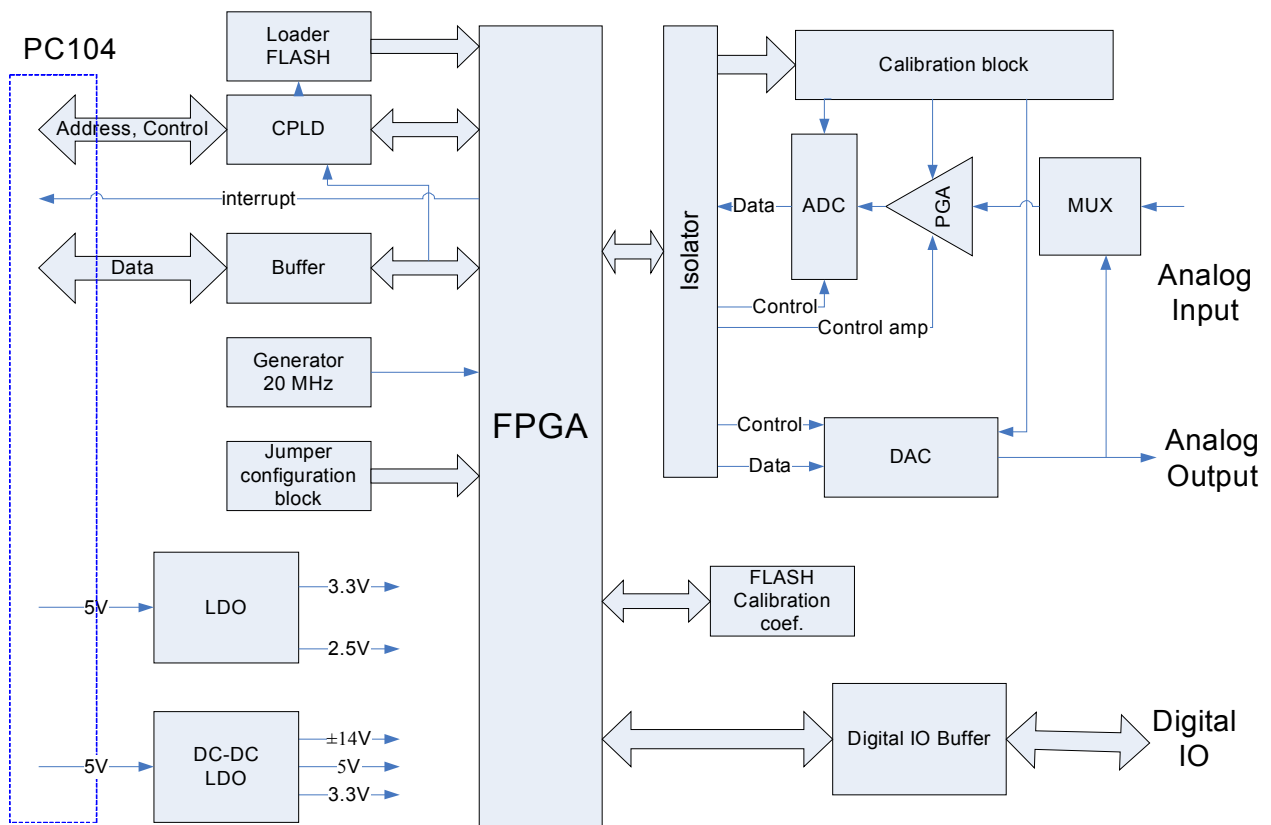 PC104
Loader
FLASH
Address, Control
CPLD
interrupt
Data
Buffer
Generator
20 MHz
Jumper
configuration
block
5V
LDO
3.3V
2.5V
5V
DC-DC
LDO
±14V
5V
3.3V
FPGA
Isolator
Calibration block
Data
ADC
PGA
MUX
Control
Control amp
Analog
Input
Control
Data
DAC
Analog
Output
FLASH
Calibration
coef.
Digital IO Buffer
Digital
IO